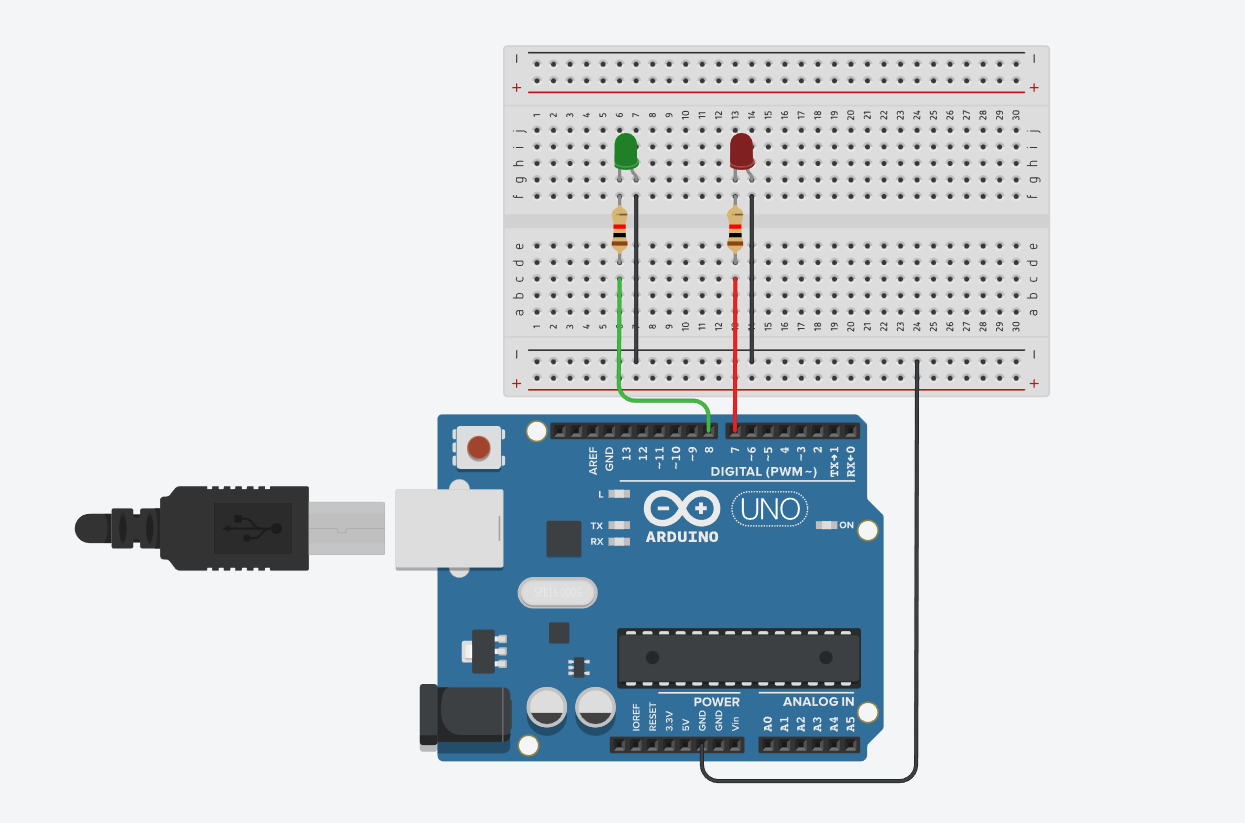 − −
+ +
1 2 3 4 5 6 7 8 9 10 11 12 13 14 15 16 17 18 19 20 21 22 23 24 25 26 27 28 29 30
j j
i i
h h
g g
f f
e e
d d
c c
b b
a a
1 2 3 4 5 6 7 8 9 10 11 12 13 14 15 16 17 18 19 20 21 22 23 24 25 26 27 28 29 30
− −
+ +
AREF GND 13 12 ~11 ~10 ~9 8 7 ~6 ~5 4 ~3 2 TX→1 RX←0
DIGITAL (PWM ~)
L
UNO
TX ON
ARDUINO
RX
SPK16.000G
POWER ANALOG IN
IOREF RESET 3.3V 5V GND GND Vin A0 A1 A2 A3 A4 A5